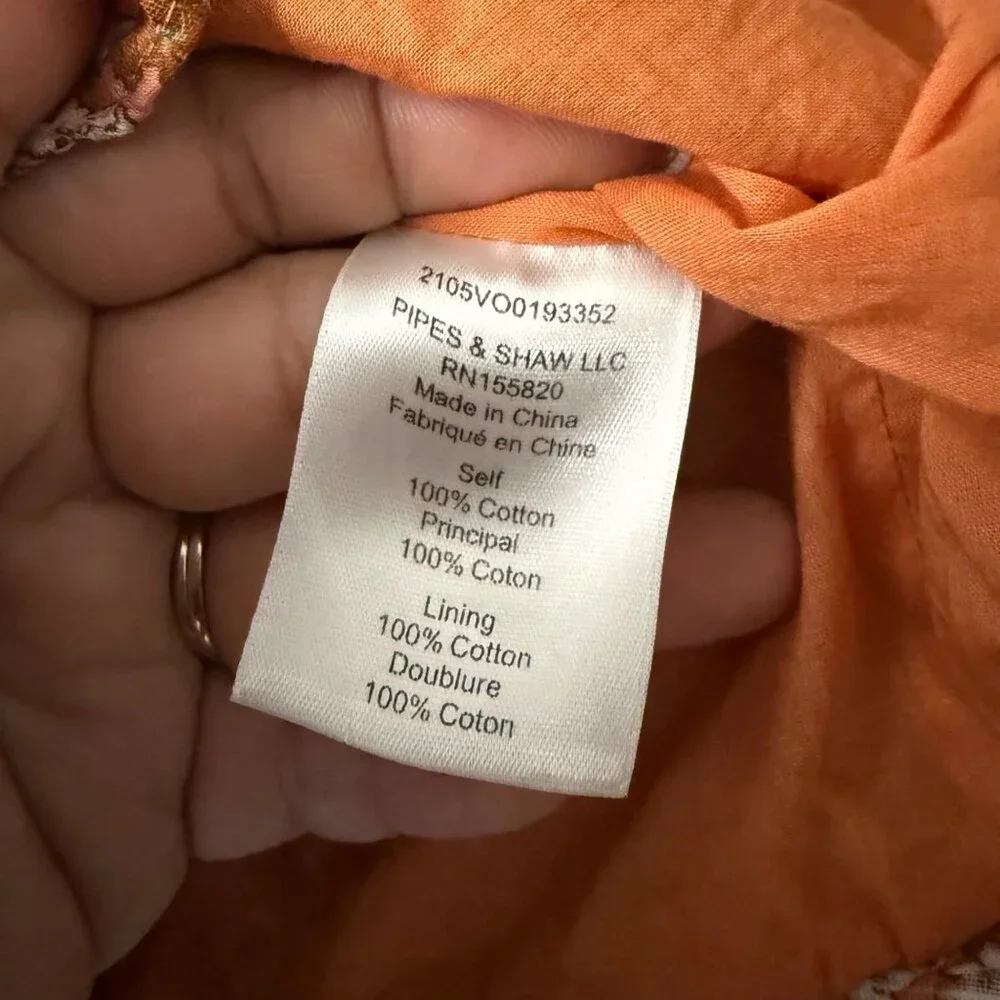 2105VO0193352
PIPES & SHAW LLC
RN155820
Made in China
Fabriqué en Chine
Self
100% Cotton
Principal
100% Coton
Lining
100% Cotton
Doublure
100% Coton